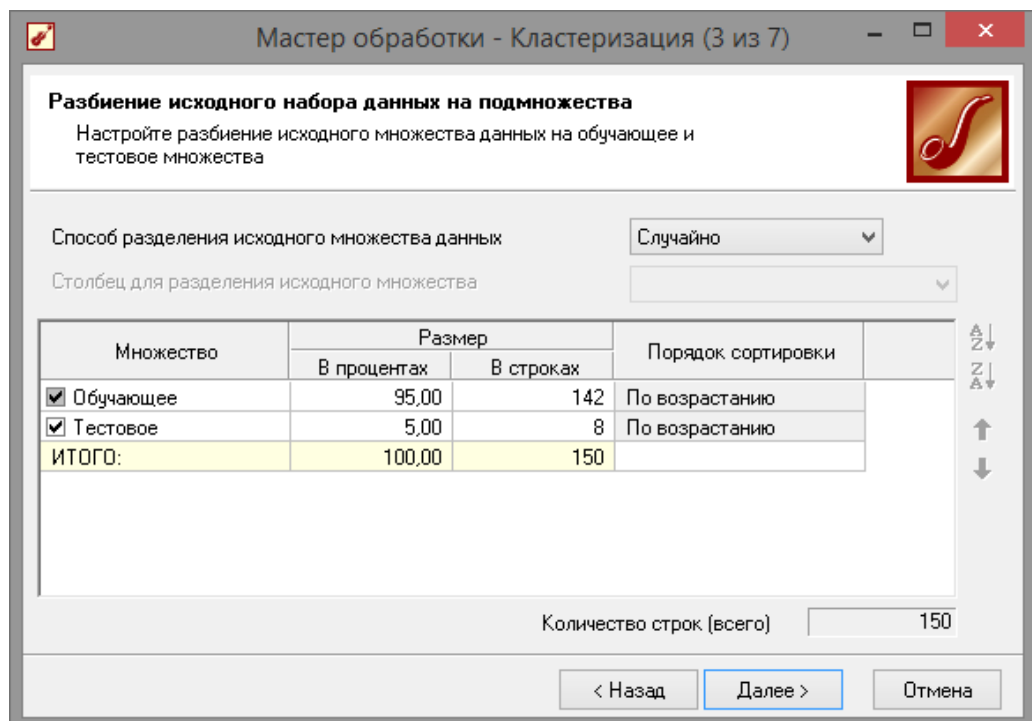 Мастер обработки - Кластеризация (3 из 7)
Разбиение исходного набора данных на подмножества
Настройте разбиение исходного множества данных на обучающее и
тестовое множества
Способ разделения исходного множества данных
Случайно
Столбец для разделения исходного множества
Множество Размер Порядок сортировки
В процентах В строках
Обучающее 95,00 142 По возрастанию
Тестовое 5,00 8 По возрастанию
ИТОГО: 100,00 150
A
Z
Z
A
Количество строк (всего) 150
< Назад Далее > Отмена